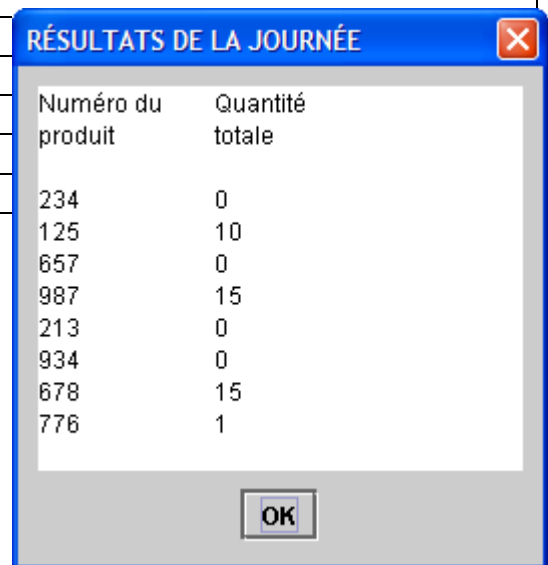 RÉSULTATS DE LA JOURNÉE
Numéro du Quantité
produit totale
234 0
125 10
657 0
987 15
213 0
934 0
678 15
776 1
OK